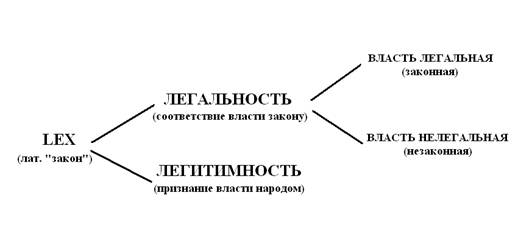 ВЛАСТЬ ЛЕГАЛЬНАЯ
(законная)
ЛЕГАЛЬНОСТЬ
(соответствие власти закону)
ВЛАСТЬ НЕЛЕГАЛЬНАЯ
(незаконная)
LEX
(лат. "закон")
ЛЕГИТИМНОСТЬ
(признание власти народом)